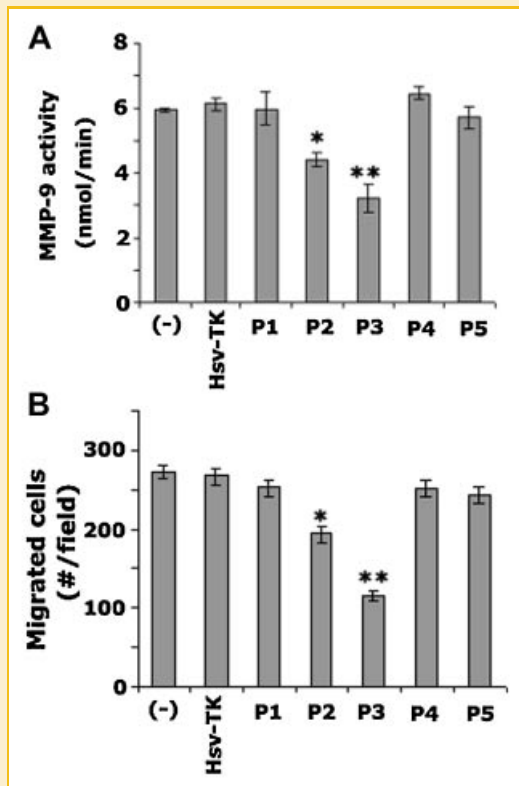 A
MMP-9 activity
(nmol/min)
8
6
4
2
0
*
**
(-)
Hsv-TK
P1
P2
P3
P4
P5
B
Migrated cells
(#/field)
300
200
100
0
*
**
(-)
Hsv-TK
P1
P2
P3
P4
P5